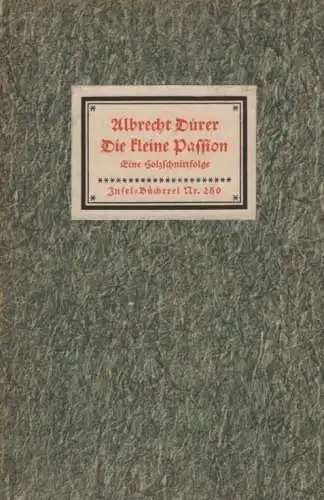 Albrecht Dürer
Die kleine Passion
Eine Holzschnittfolge
Insel-Bücherei Nr. 280